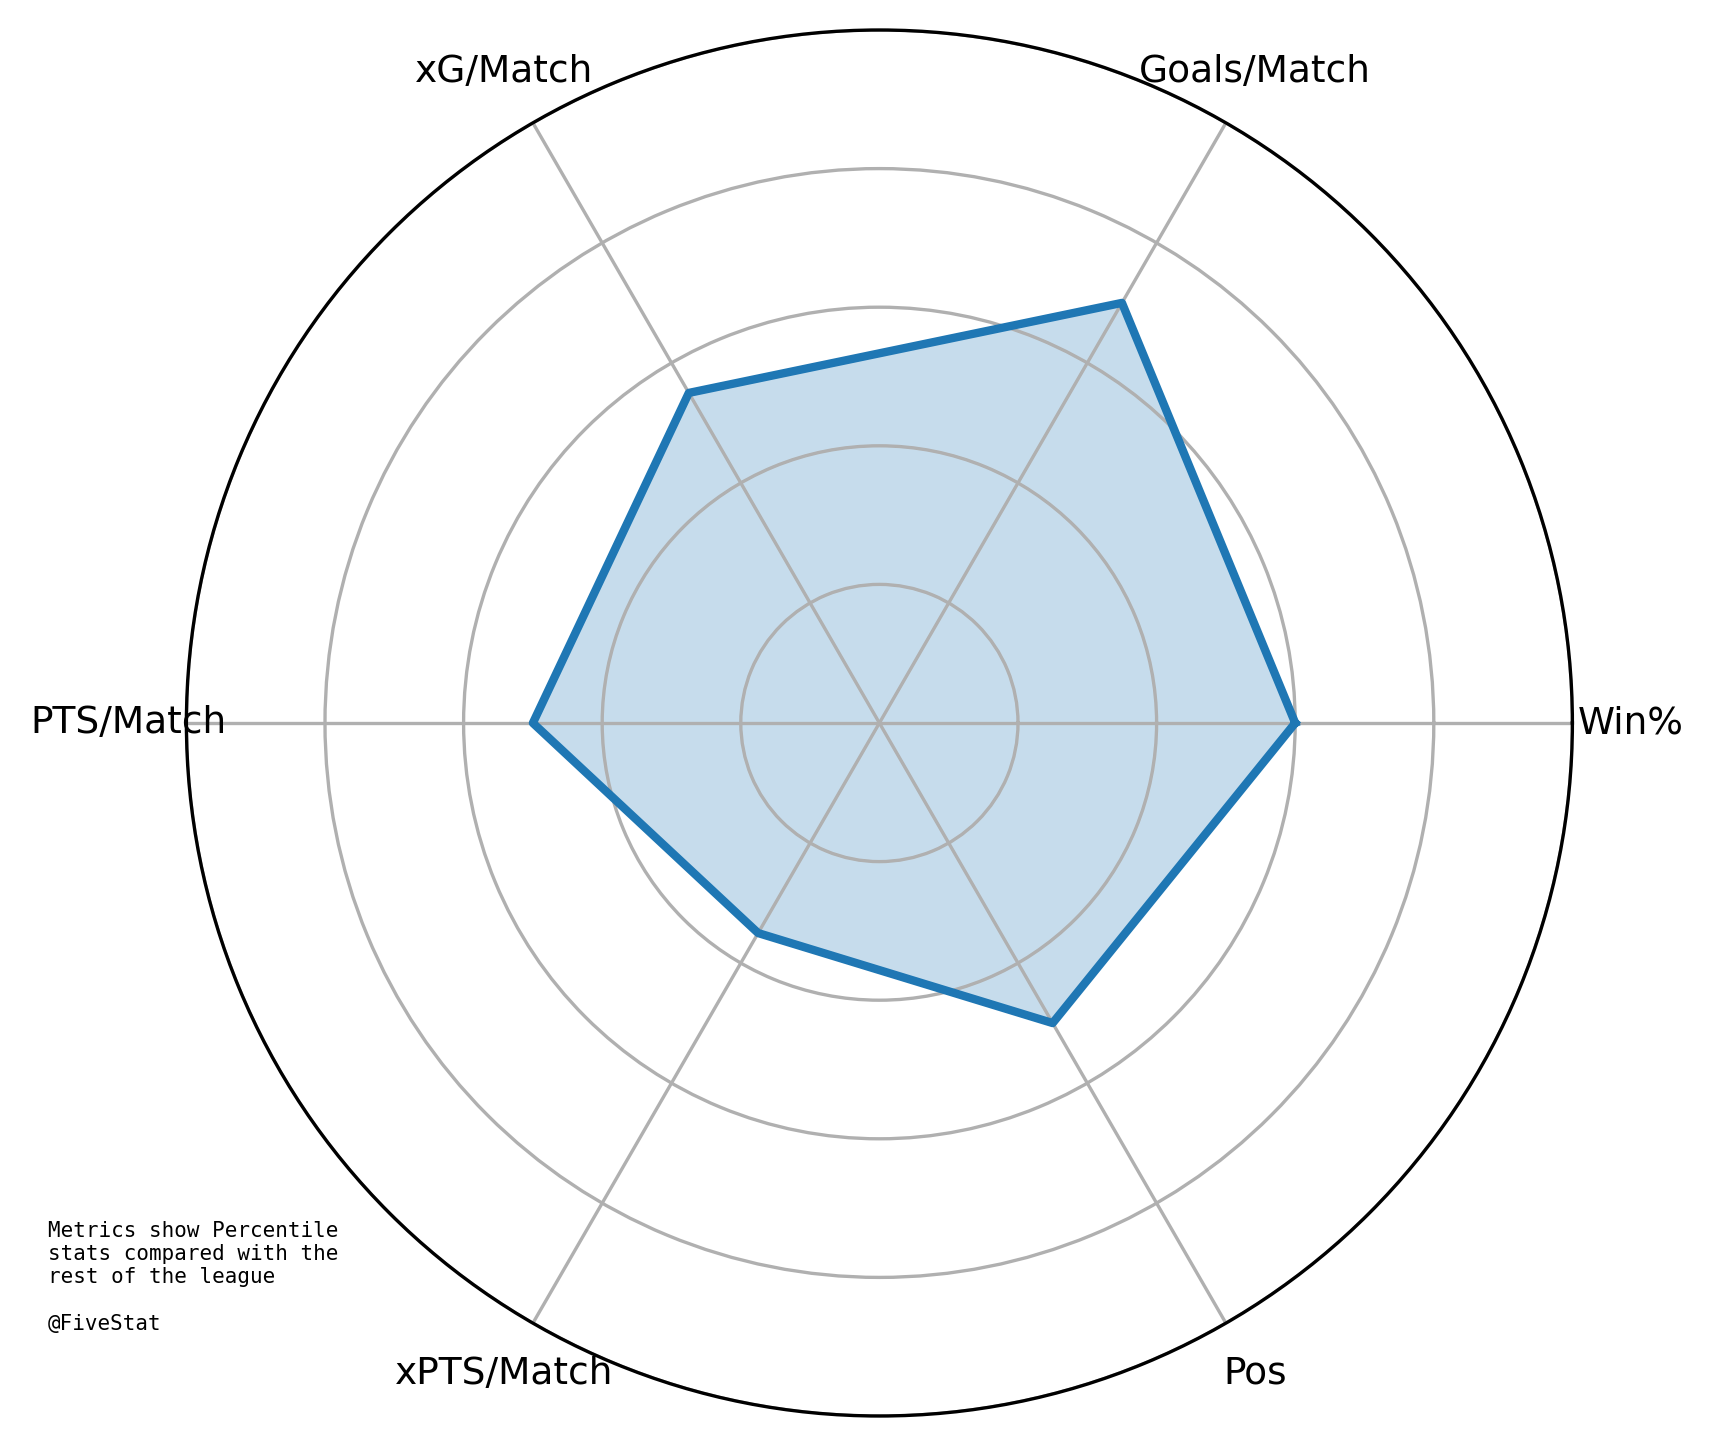 xG/Match
Goals/Match
PTS/Match
Win%
Metrics show Percentile
stats compared with the
rest of the league
@FiveStat
xPTS/Match
Pos